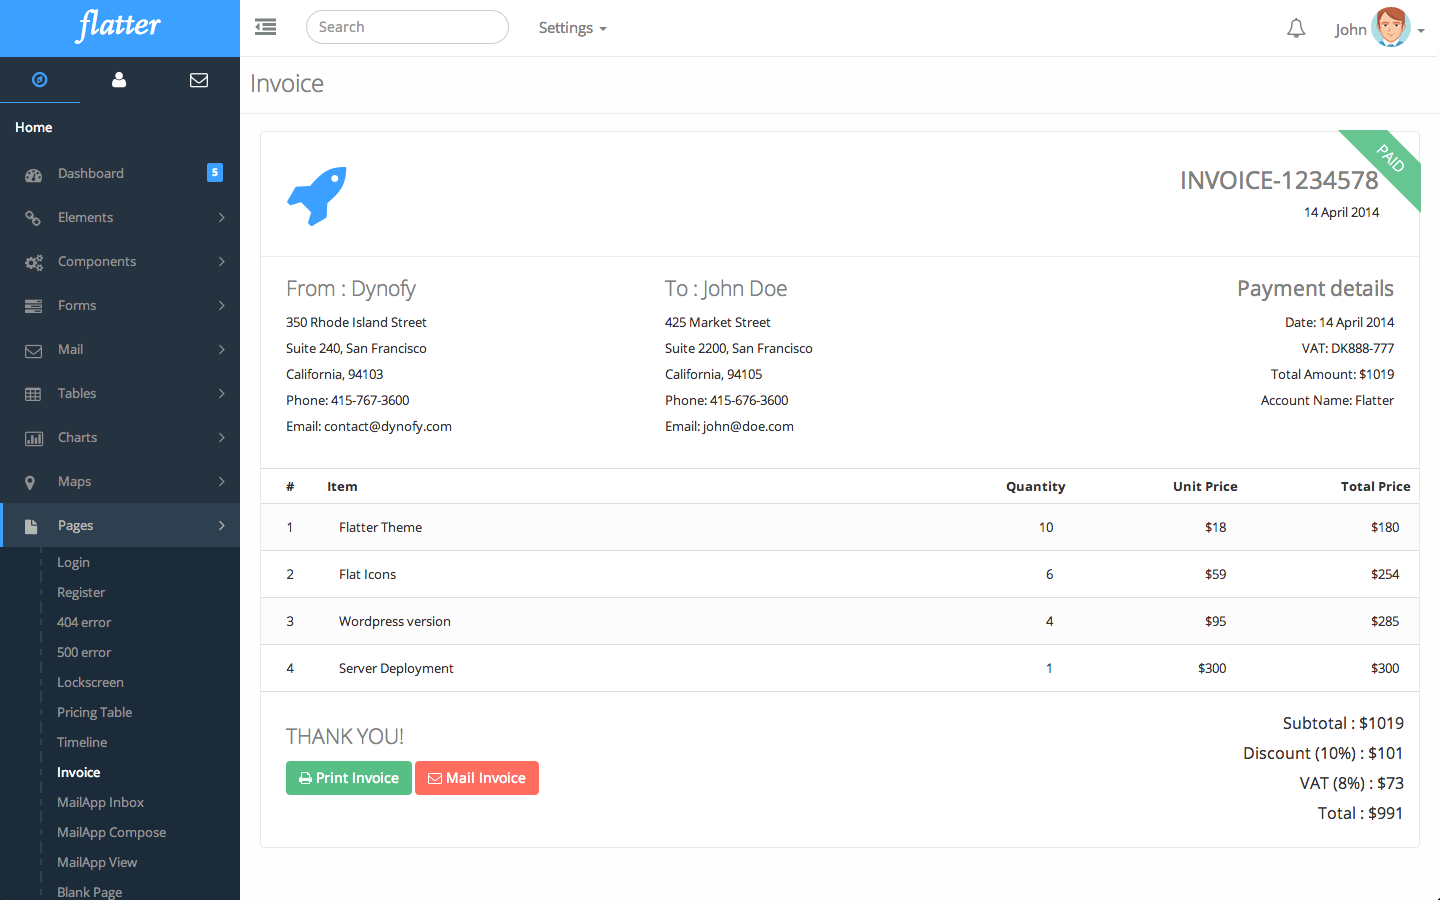 flatter
Search
Settings
John
Home
Dashboard 5
Elements
Components
Forms
Mail
Tables
Charts
Maps
Pages
Login
Register
404 error
500 error
Lockscreen
Pricing Table
Timeline
Invoice
MailApp Inbox
MailApp Compose
MailApp View
Blank Page
Invoice
PAID
INVOICE-1234578
14 April 2014
From : Dynofy
350 Rhode Island Street
Suite 240, San Francisco
California, 94103
Phone: 415-767-3600
Email: contact@dynofy.com
To : John Doe
425 Market Street
Suite 2200, San Francisco
California, 94105
Phone: 415-676-3600
Email: john@doe.com
Payment details
Date: 14 April 2014
VAT: DK888-777
Total Amount: $1019
Account Name: Flatter
# Item Quantity Unit Price Total Price
1 Flatter Theme 10 $18 $180
2 Flat Icons 6 $59 $254
3 Wordpress version 4 $95 $285
4 Server Deployment 1 $300 $300
THANK YOU!
Print Invoice Mail Invoice
Subtotal : $1019
Discount (10%) : $101
VAT (8%) : $73
Total : $991